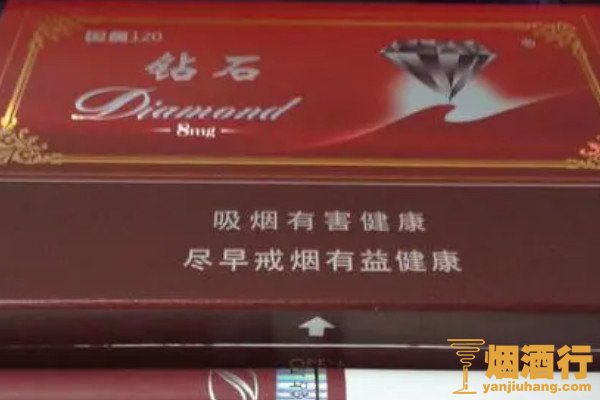 钻石
Diamond
8mg
®
吸烟有害健康
尽早戒烟有益健康
烟酒行
yanjiuhang.com